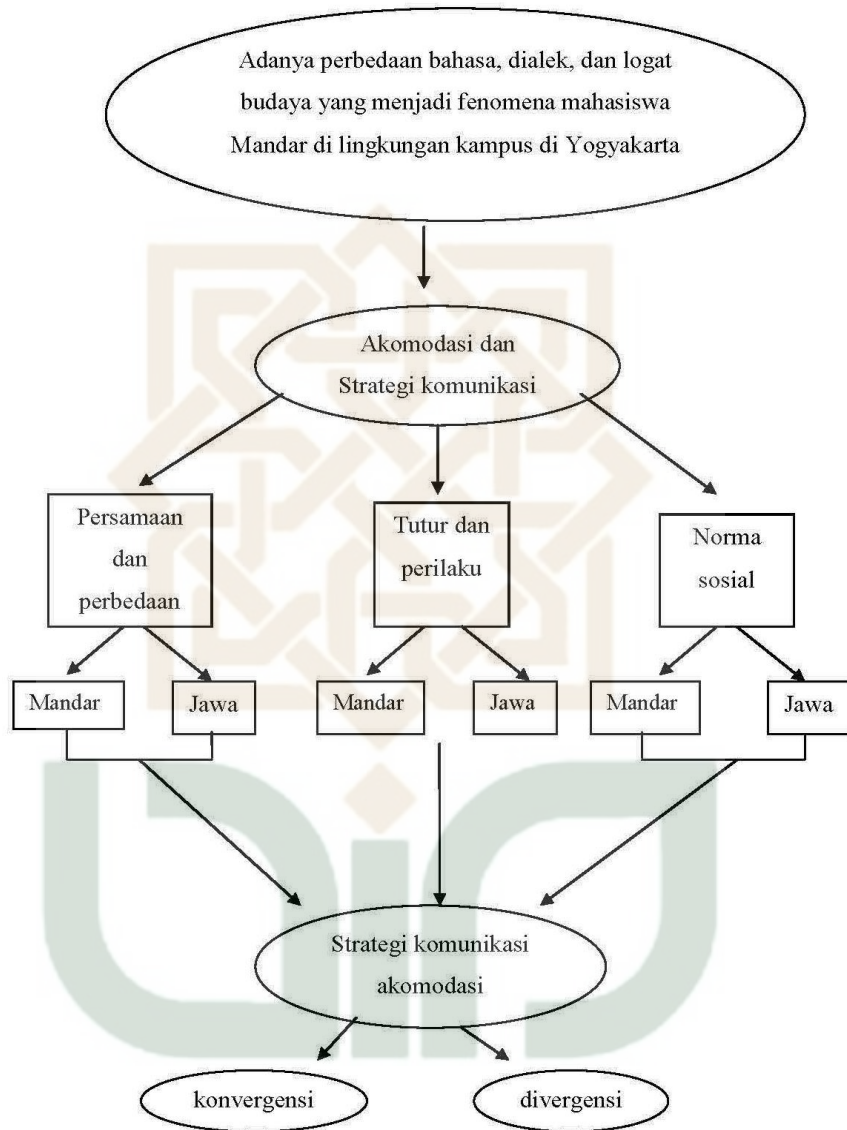 Adanya perbedaan bahasa, dialek, dan logat
budaya yang menjadi fenomena mahasiswa
Mandar di lingkungan kampus di Yogyakarta
Akomodasi dan
Strategi komunikasi
Persamaan
dan
perbedaan
Tutur dan
perilaku
Norma
sosial
Mandar
Jawa
Mandar
Jawa
Mandar
Jawa
Strategi komunikasi
akomodasi
konvergensi
divergensi